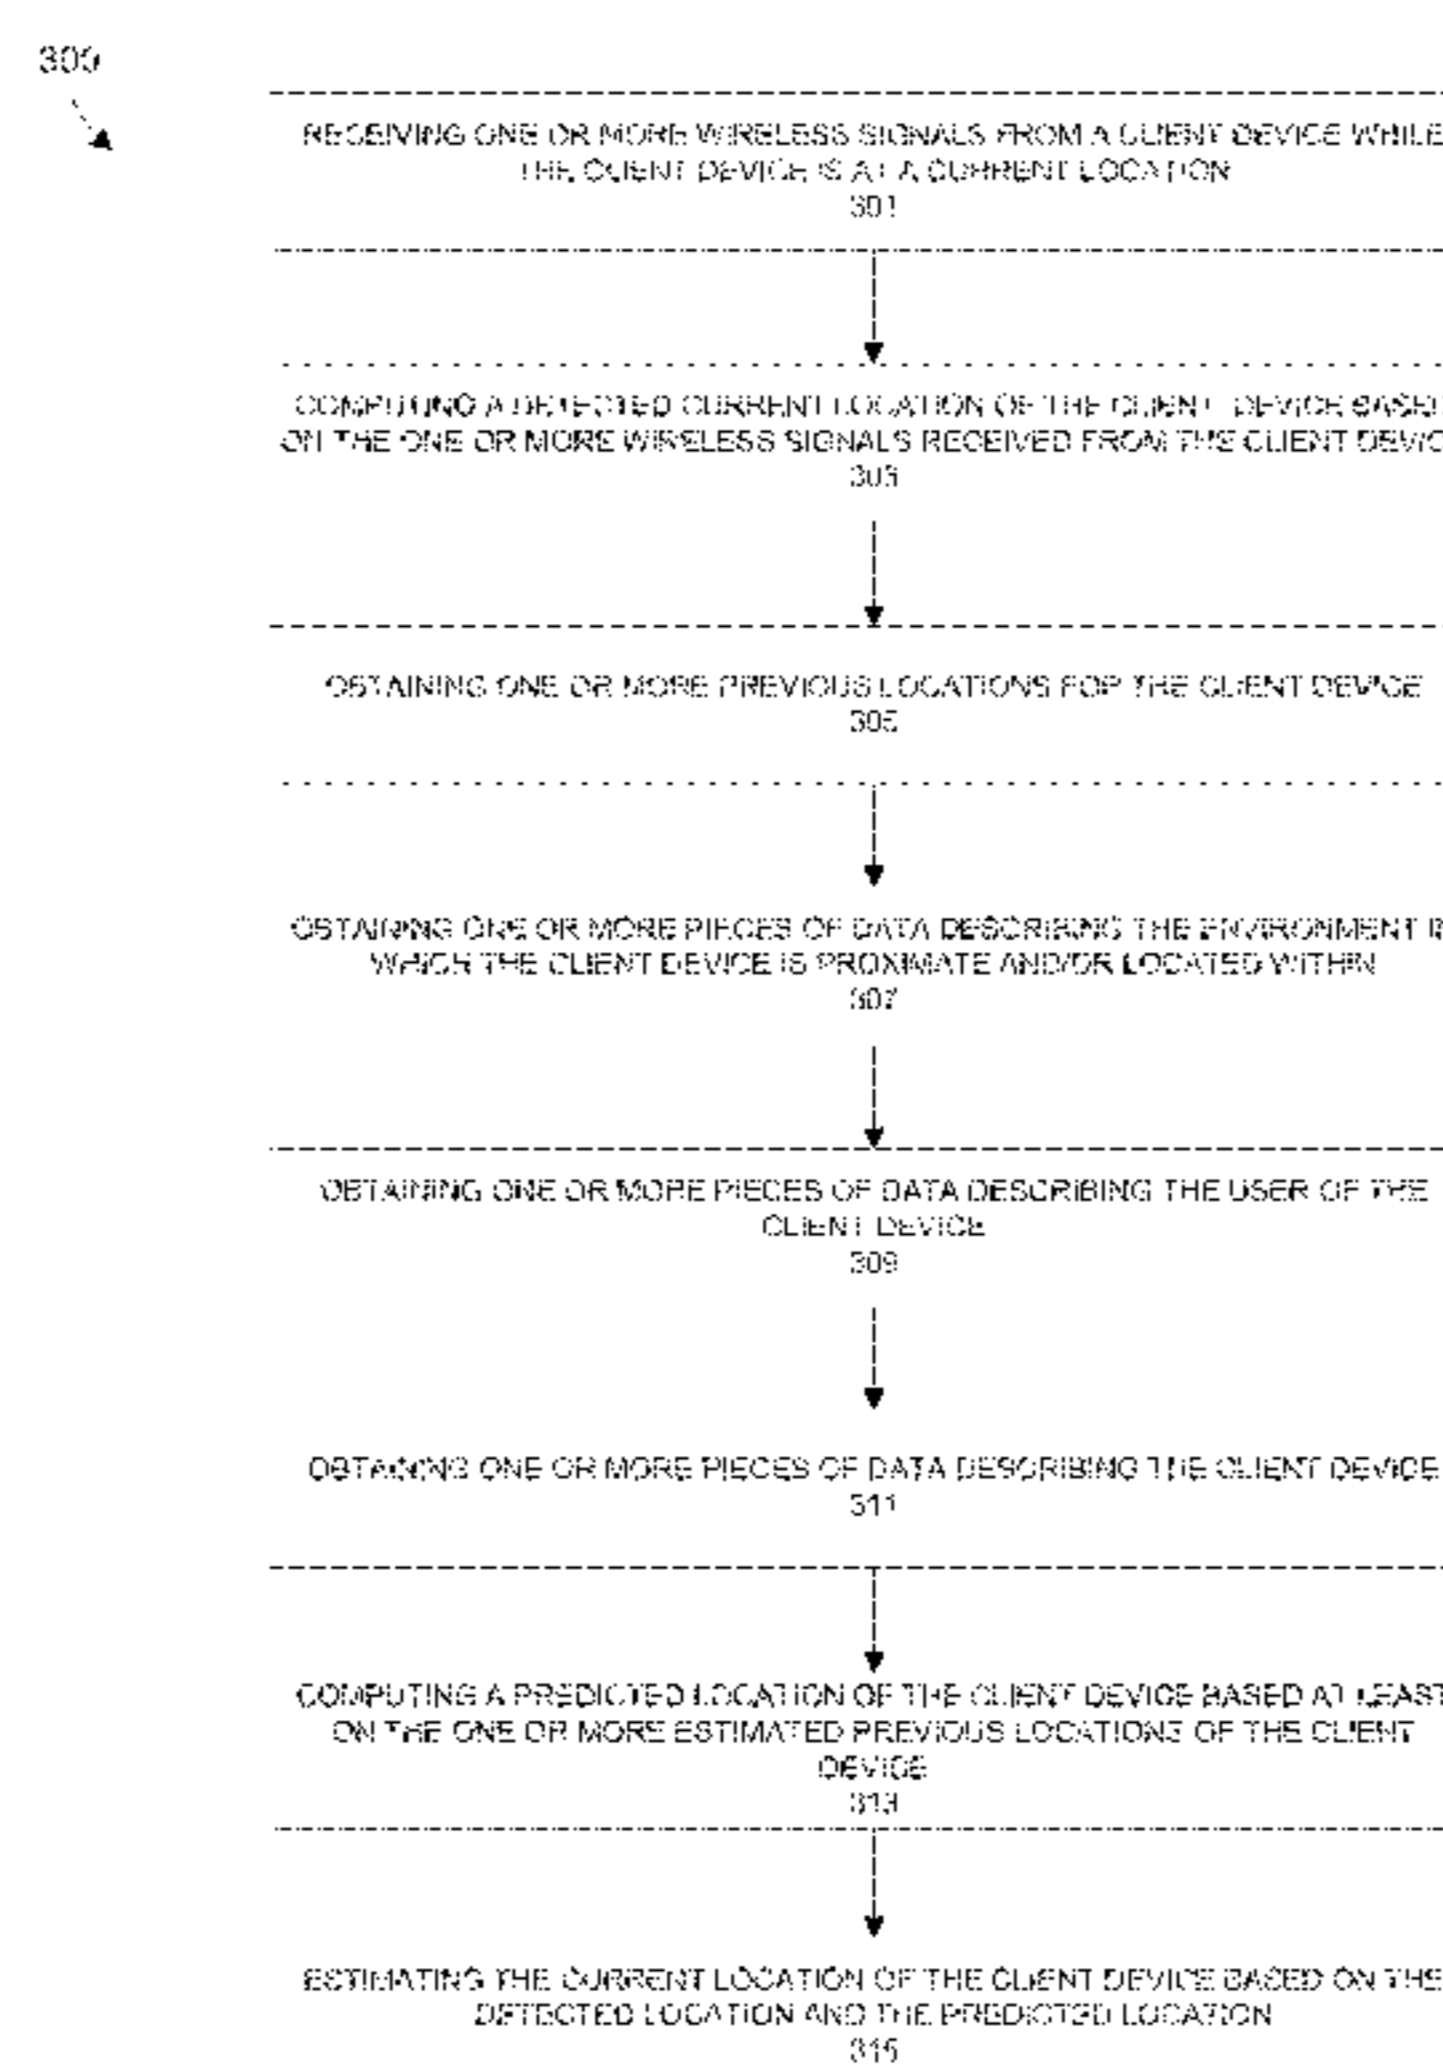 300
RECEIVING ONE OR MORE WIRELESS SIGNALS FROM A CLIENT DEVICE WHILE
THE CLIENT DEVICE IS AT A CURRENT LOCATION
301
COMPUTING A DETECTED CURRENT LOCATION OF THE CLIENT DEVICE BASED
ON THE ONE OR MORE WIRELESS SIGNALS RECEIVED FROM THE CLIENT DEVIC
303
OBTAINING ONE OR MORE PREVIOUS LOCATIONS FOR THE CLIENT DEVICE
305
OBTAINING ONE OR MORE PIECES OF DATA DESCRIBING THE ENVIRONMENT IN
WHICH THE CLIENT DEVICE IS PROXIMATE AND/OR LOCATED WITHIN
307
OBTAINING ONE OR MORE PIECES OF DATA DESCRIBING THE USER OF THE
CLIENT DEVICE
309
OBTAINING ONE OR MORE PIECES OF DATA DESCRIBING THE CLIENT DEVICE
311
COMPUTING A PREDICTED LOCATION OF THE CLIENT DEVICE BASED AT LEAST
ON THE ONE OR MORE ESTIMATED PREVIOUS LOCATIONS OF THE CLIENT
DEVICE
313
ESTIMATING THE CURRENT LOCATION OF THE CLIENT DEVICE BASED ON THE
DETECTED LOCATION AND THE PREDICTED LOCATION
315